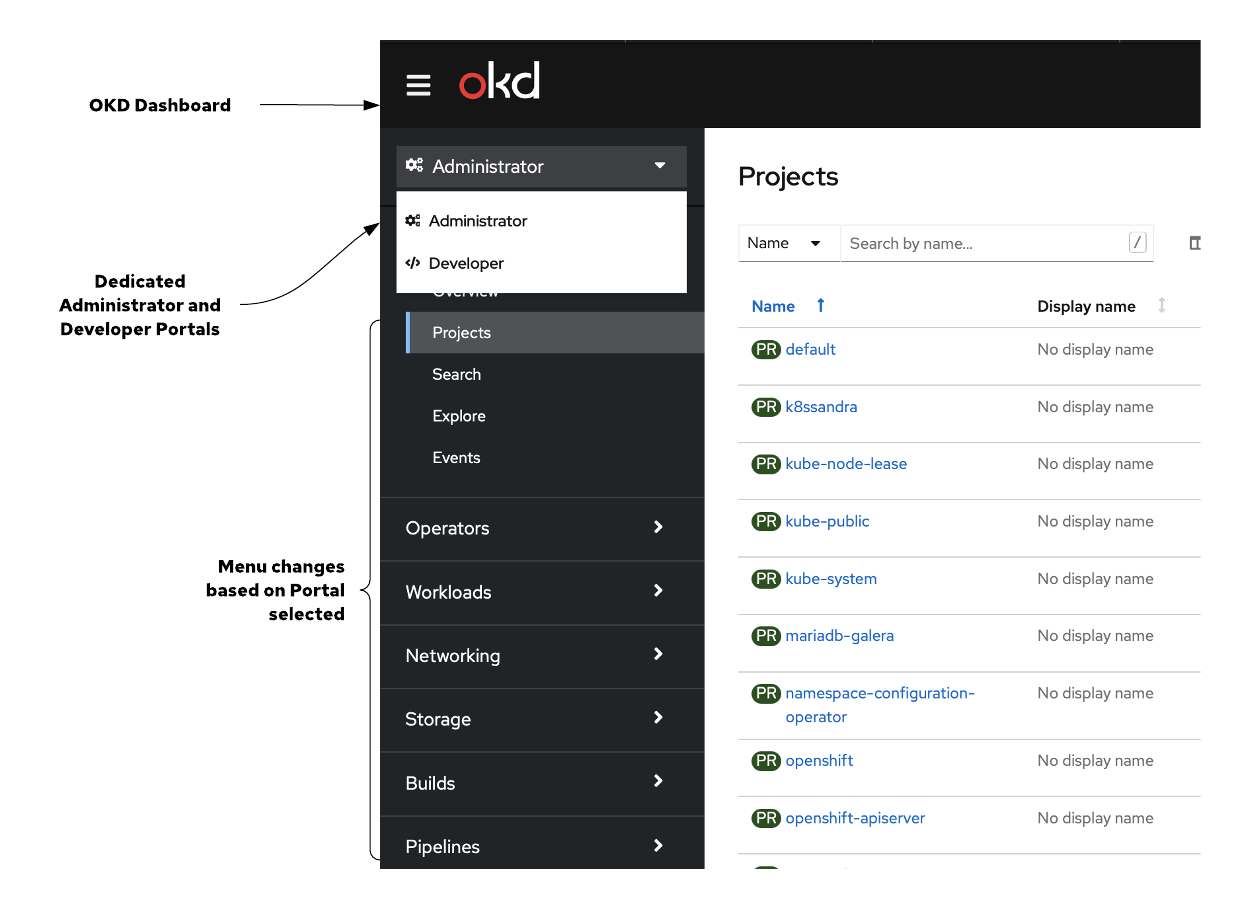 okd
OKD Dashboard
Administrator
Administrator
Developer
Dedicated
Administrator and
Developer Portals
Overview
Projects
Search
Explore
Events
Operators
Workloads
Networking
Storage
Builds
Pipelines
Menu changes
based on Portal
selected
Projects
Name
Search by name...
/
Name Display name
PR default No display name
PR k8ssandra No display name
PR kube-node-lease No display name
PR kube-public No display name
PR kube-system No display name
PR mariadb-galera No display name
PR namespace-configuration- No display name
operator
PR openshift No display name
PR openshift-apiserver No display name